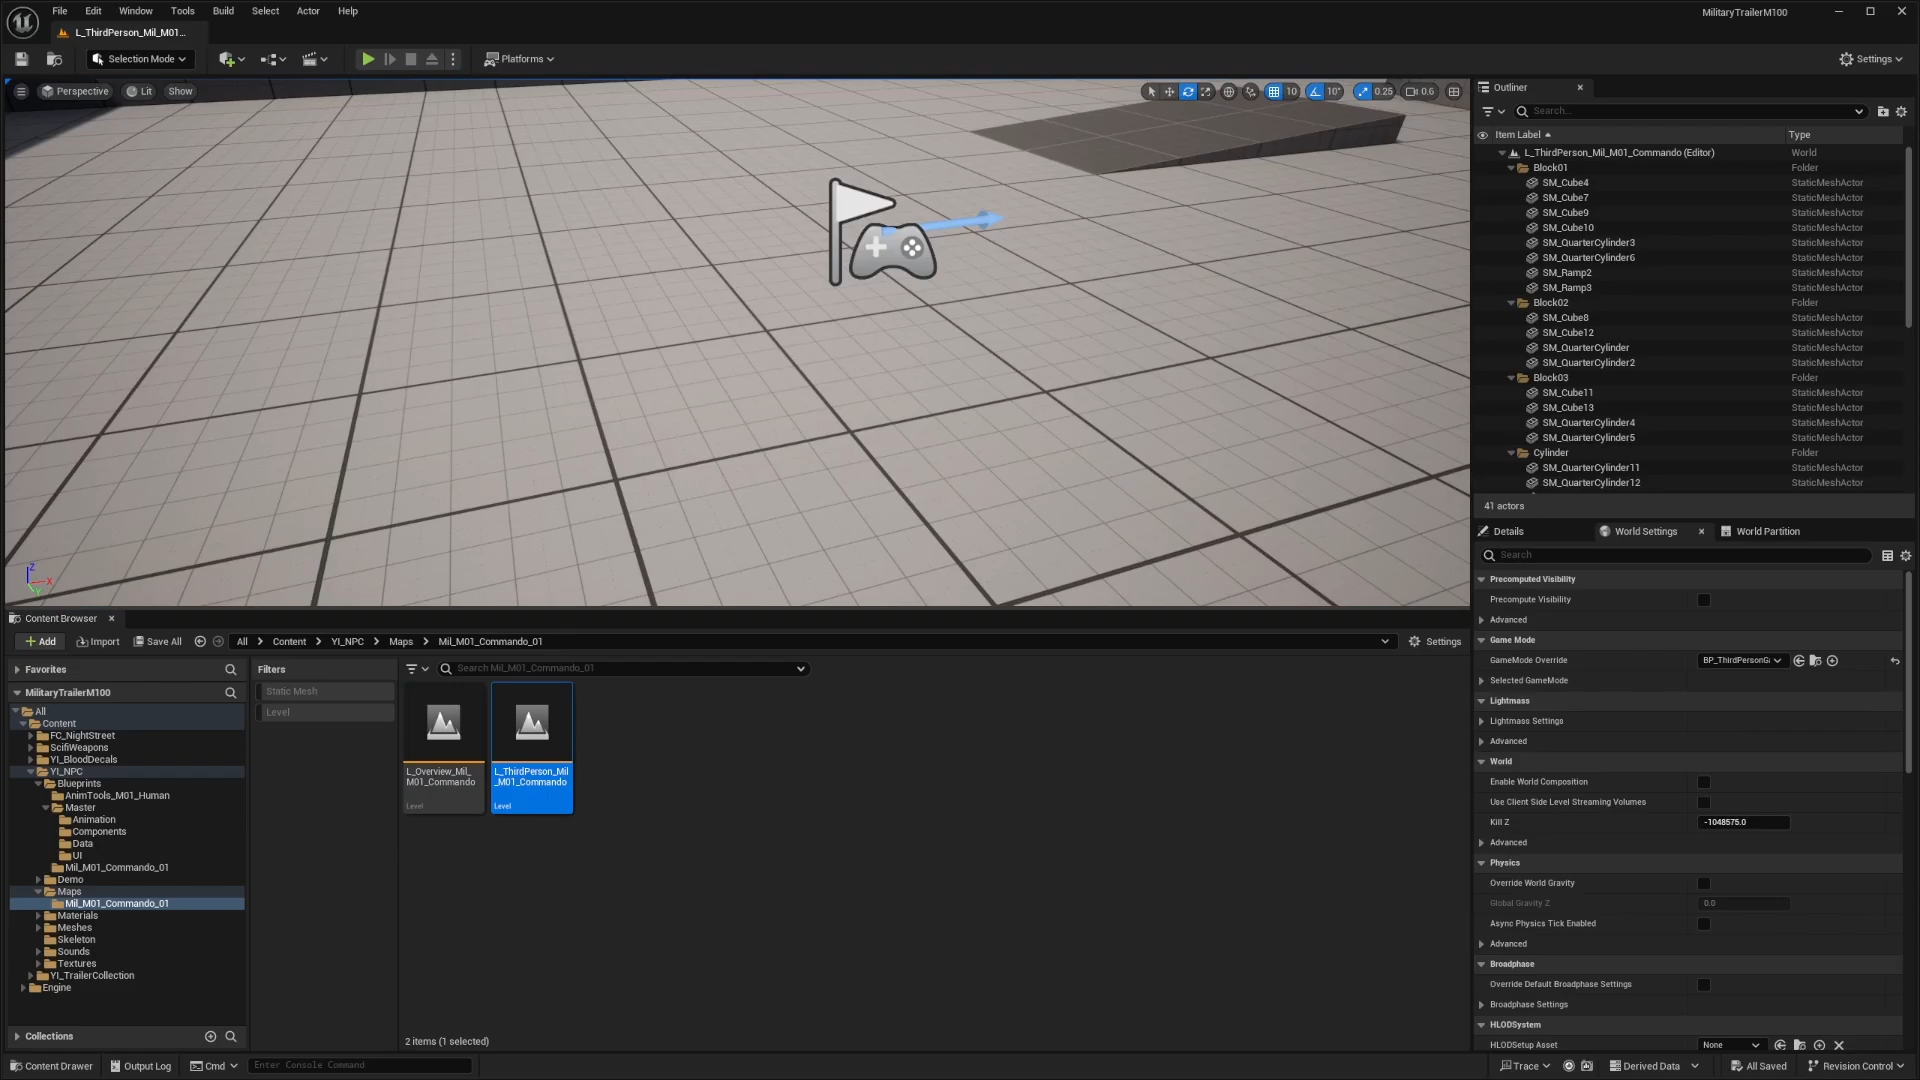 File Edit Window Tools Build Select Actor Help
MilitaryTrailerM100
L_ThirdPerson_Mil_M01...
Selection Mode
Platforms
Settings
Perspective Lit Show
10 10° 0.25 0.6
Outliner
Search...
Item Label Type
L_ThirdPerson_Mil_M01_Commando (Editor) World
Block01 Folder
SM_Cube4 StaticMeshActor
SM_Cube7 StaticMeshActor
SM_Cube9 StaticMeshActor
SM_Cube10 StaticMeshActor
SM_QuarterCylinder3 StaticMeshActor
SM_QuarterCylinder6 StaticMeshActor
SM_Ramp2 StaticMeshActor
SM_Ramp3 StaticMeshActor
Block02 Folder
SM_Cube8 StaticMeshActor
SM_Cube12 StaticMeshActor
SM_QuarterCylinder StaticMeshActor
SM_QuarterCylinder2 StaticMeshActor
Block03 Folder
SM_Cube11 StaticMeshActor
SM_Cube13 StaticMeshActor
SM_QuarterCylinder4 StaticMeshActor
SM_QuarterCylinder5 StaticMeshActor
Cylinder Folder
SM_QuarterCylinder11 StaticMeshActor
SM_QuarterCylinder12 StaticMeshActor
41 actors
Details World Settings World Partition
Search
Precomputed Visibility
Precompute Visibility
Advanced
Game Mode
GameMode Override BP_ThirdPersonG
Selected GameMode
Lightmass
Lightmass Settings
Advanced
World
Enable World Composition
Use Client Side Level Streaming Volumes
Kill Z -1048575.0
Advanced
Physics
Override World Gravity
Global Gravity Z 0.0
Async Physics Tick Enabled
Advanced
Broadphase
Override Default Broadphase Settings
Broadphase Settings
HLODSystem
HLODSetup Asset None
Z
X
Y
Content Browser
Add Import Save All All Content YI_NPC Maps Mil_M01_Commando_01 Settings
Favorites
MilitaryTrailerM100
All
Content
FC_NightStreet
ScifiWeapons
YI_BloodDecals
YI_NPC
Blueprints
AnimTools_M01_Human
Master
Animation
Components
Data
UI
Mil_M01_Commando_01
Demo
Maps
Mil_M01_Commando_01
Materials
Meshes
Skeleton
Sounds
Textures
YI_TrailerCollection
Engine
Collections
Filters
Static Mesh
Level
Search Mil_M01_Commando_01
L_Overview_Mil_
M01_Commando
Level
L_ThirdPerson_Mil
_M01_Commando
Level
2 items (1 selected)
Content Drawer Output Log Cmd Enter Console Command Trace Derived Data All Saved Revision Control